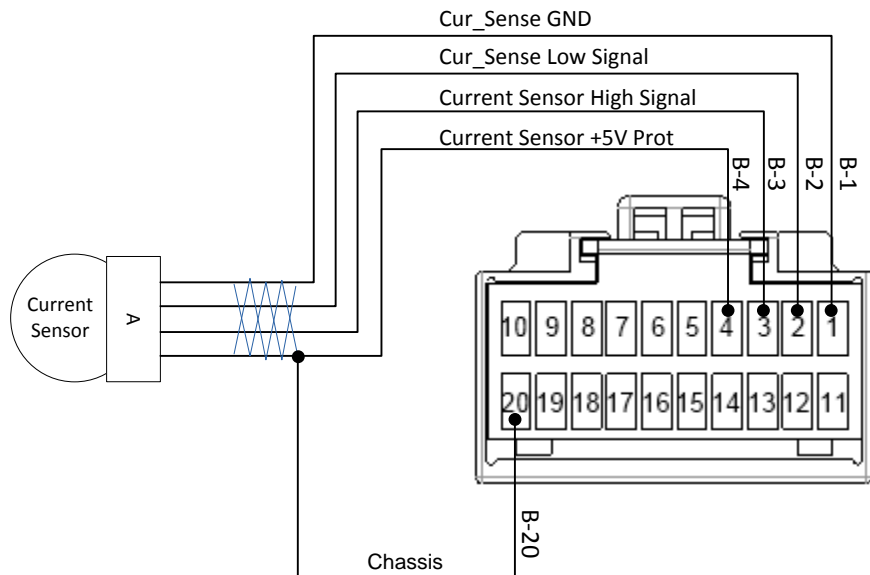 Cur_Sense GND
Cur_Sense Low Signal
Current Sensor High Signal
Current Sensor +5V Prot
B-4
B-3
B-2
B-1
Current
Sensor
A
10 9 8 7 6 5 4 3 2 1
20 19 18 17 16 15 14 13 12 11
B-20
Chassis